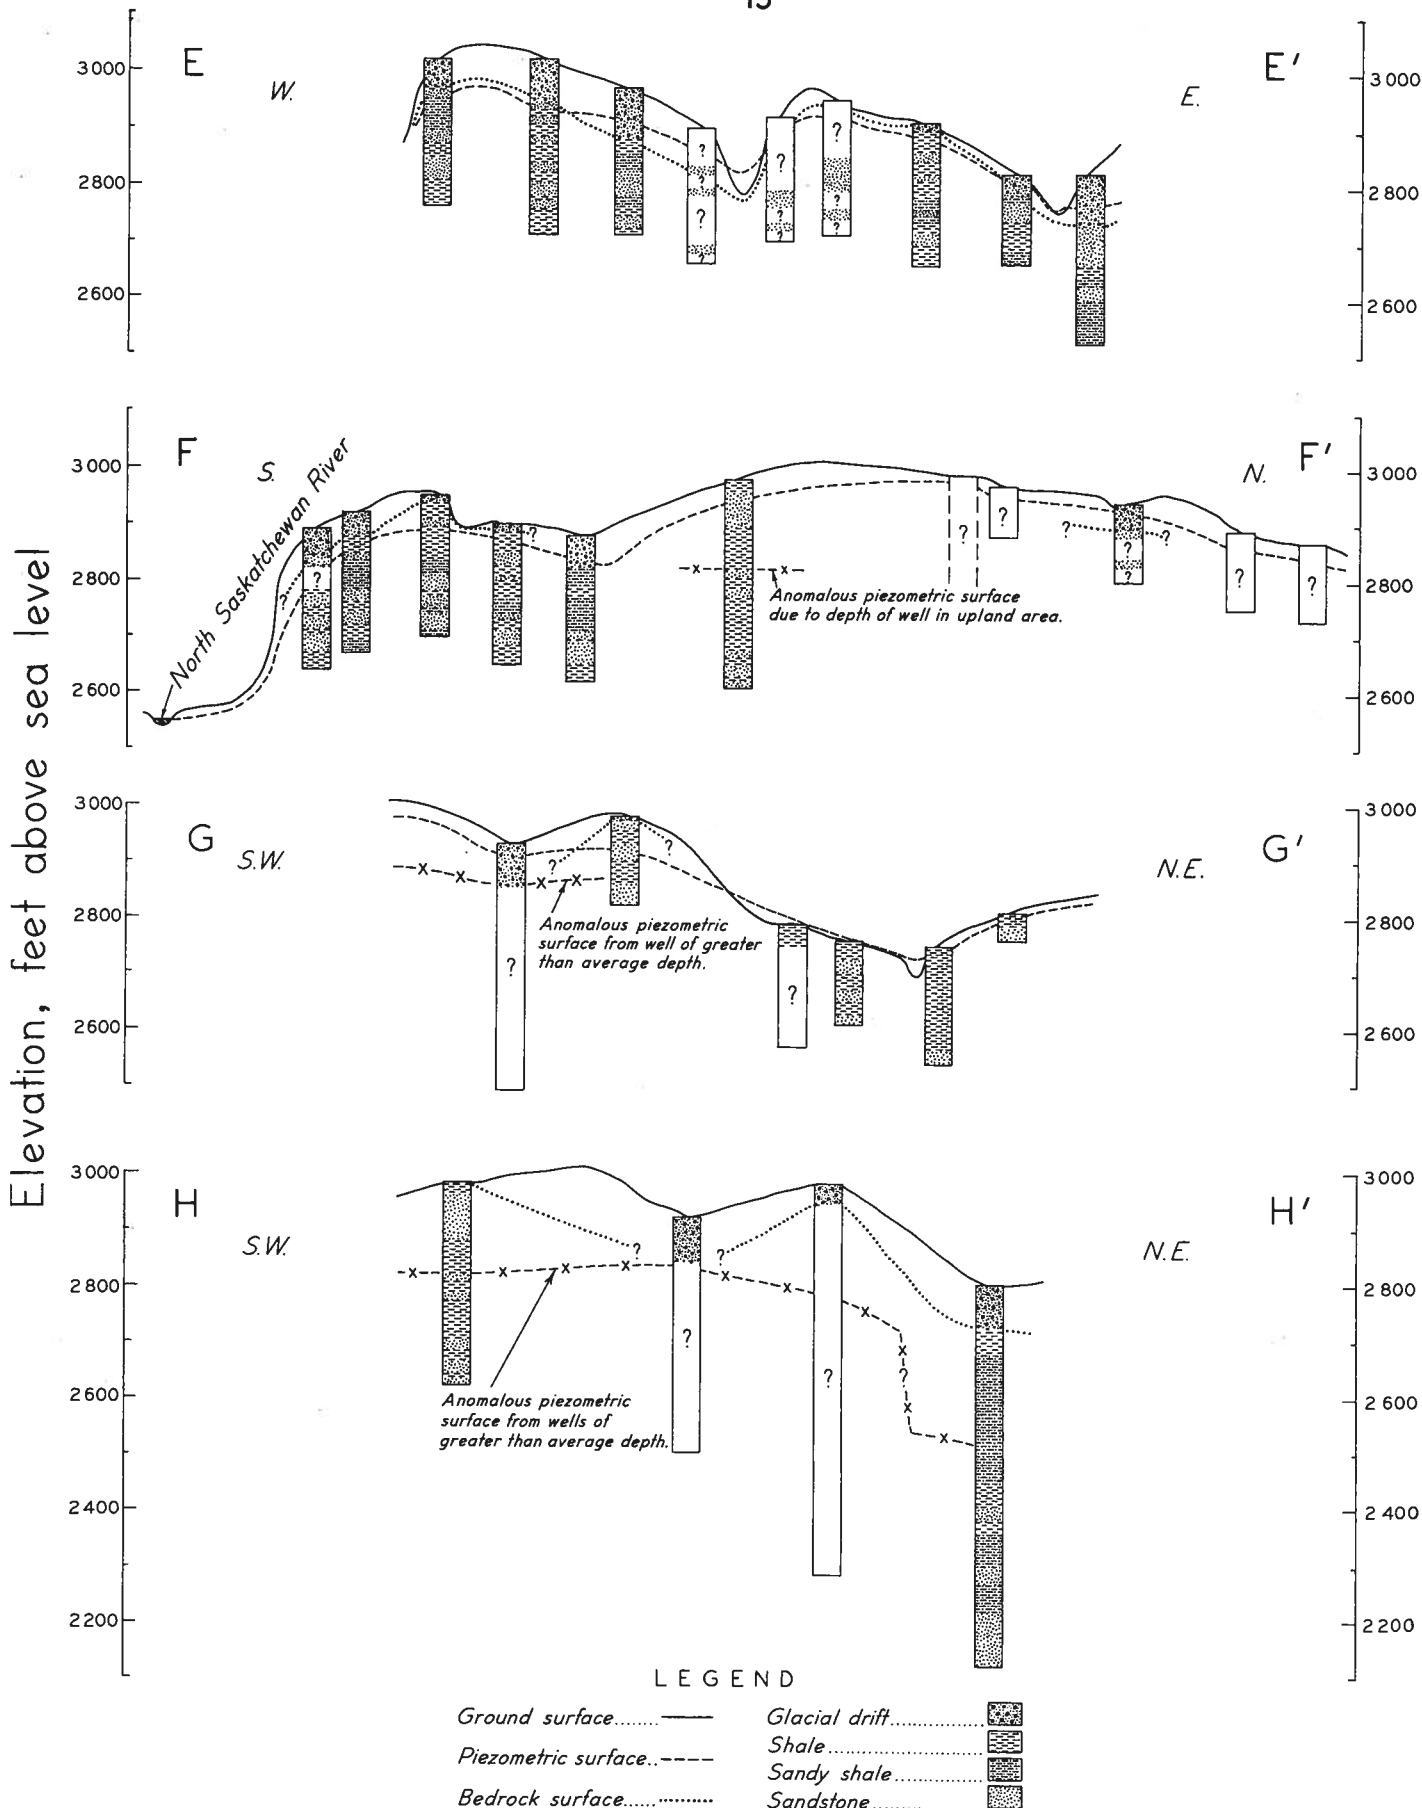 Elevation, feet above sea level
E
W.
E'
E.
3000
2800
2600
3000
2800
2600
F
S.
North Saskatchewan River
F'
N.
3000
2800
2600
3000
2800
2600
Anomalous piezometric surface
due to depth of well in upland area.
G
S.W.
G'
N.E.
3000
2800
2600
3000
2800
2600
Anomalous piezometric
surface from well of greater
than average depth.
H
S.W.
H'
N.E.
3000
2800
2600
2400
2200
3000
2800
2600
2400
2200
Anomalous piezometric
surface from wells of
greater than average depth.
LEGEND
Ground surface
Piezometric surface
Bedrock surface
Glacial drift
Shale
Sandy shale
Sandstone